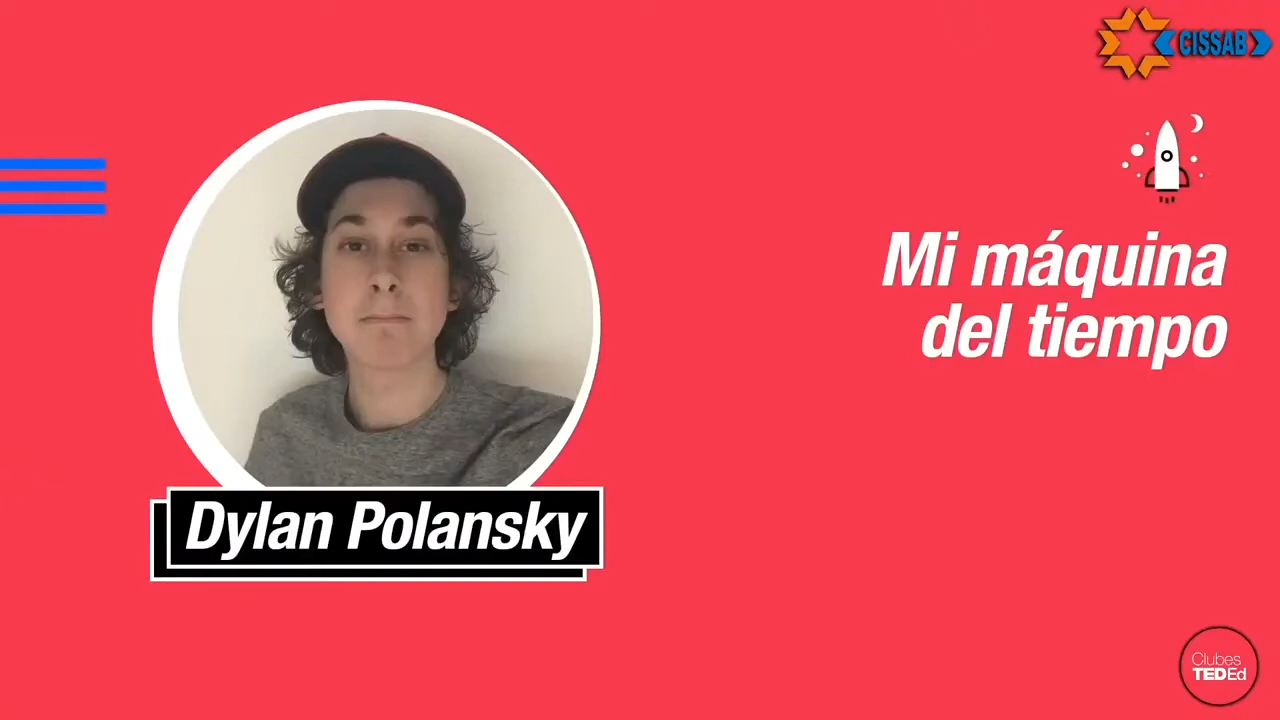 CISSAB
Mi máquina
del tiempo
Dylan Polansky
Clubes
TEDEd